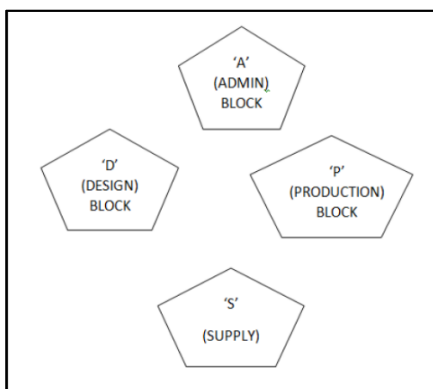 ‘A’
(ADMIN)
BLOCK
‘D’
(DESIGN)
BLOCK
‘P’
(PRODUCTION)
BLOCK
‘S’
(SUPPLY)